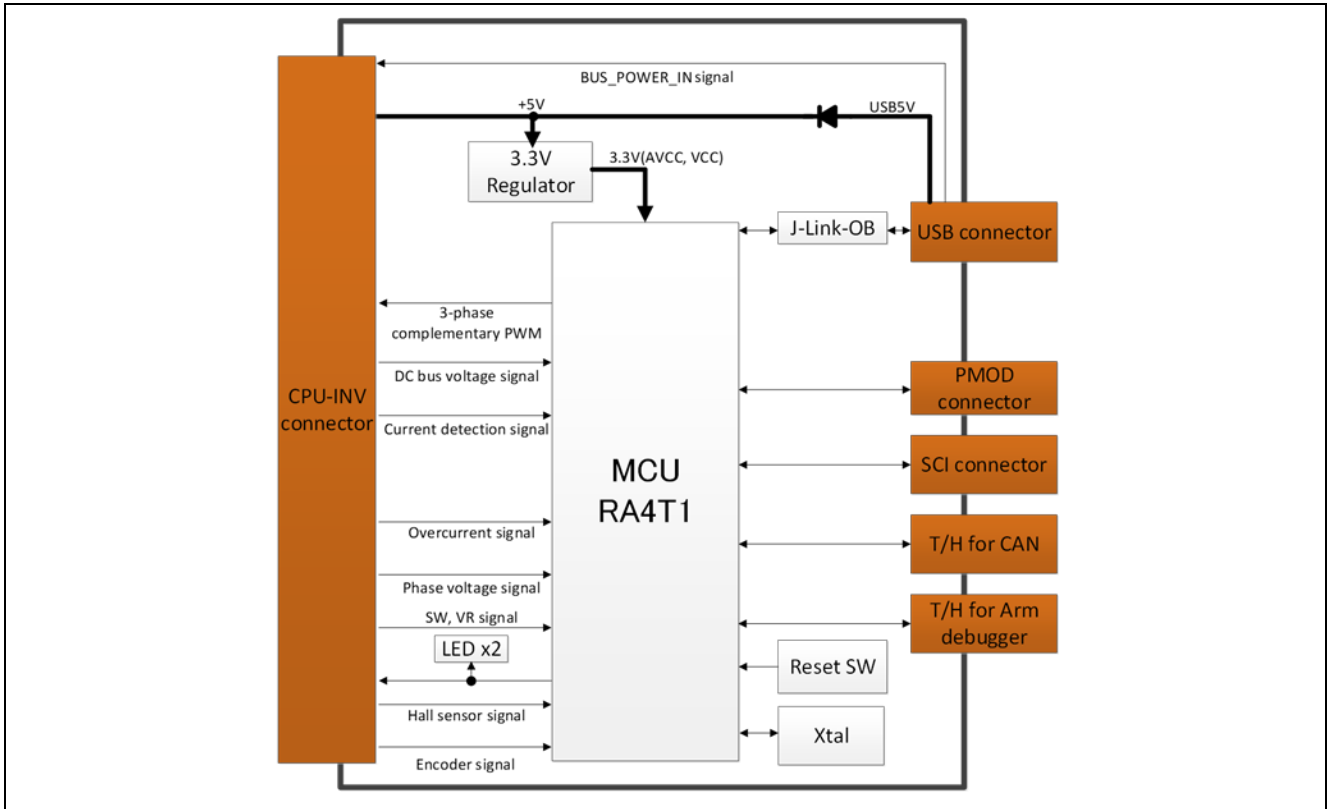 BUS_POWER_IN signal
+5V
USB5V
3.3V
Regulator
3.3V(AVCC, VCC)
J-Link-OB
USB connector
3-phase
complementary PWM
DC bus voltage signal
CPU-INV
connector
Current detection signal
MCU
RA4T1
PMOD
connector
SCI connector
Overcurrent signal
T/H for CAN
Phase voltage signal
SW, VR signal
T/H for Arm
debugger
LED x2
Reset SW
Hall sensor signal
Xtal
Encoder signal